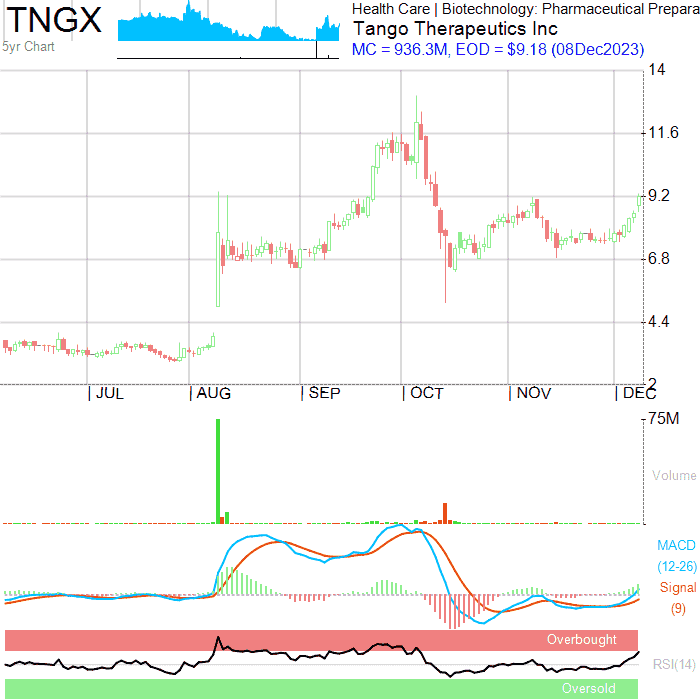 TNGX
5yr Chart
Health Care | Biotechnology: Pharmaceutical Prepara
Tango Therapeutics Inc
MC = 936.3M, EOD = $9.18 (08Dec2023)
14
11.6
9.2
6.8
4.4
2
| JUL | AUG | SEP | OCT | NOV | DEC
75M
Volume
MACD
(12-26)
Signal
(9)
Overbought
RSI(14)
Oversold